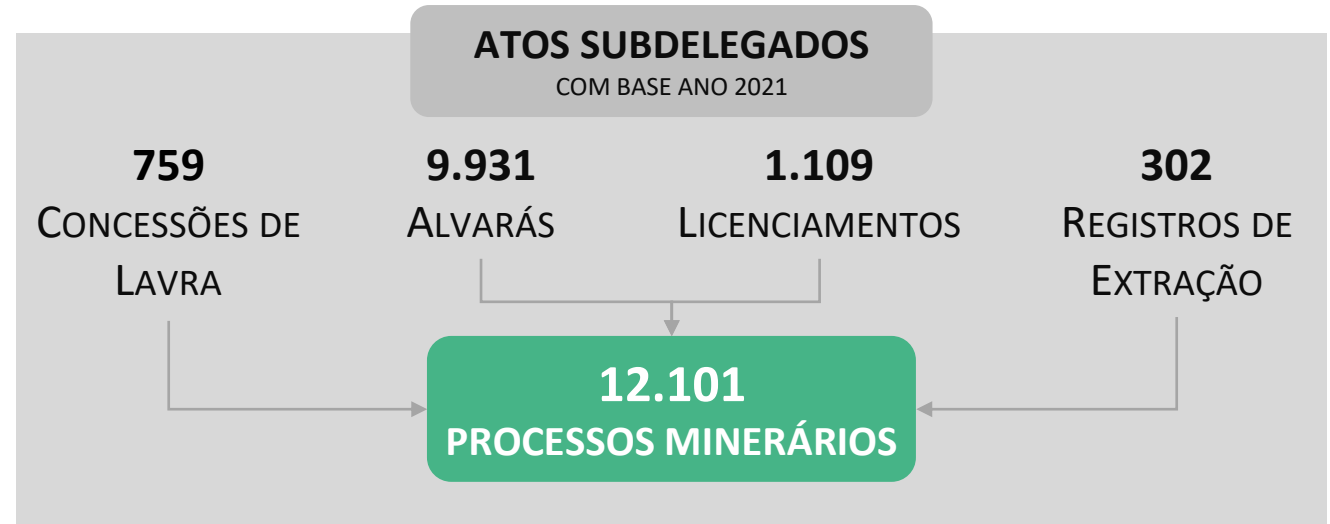 ATOS SUBDELEGADOS
COM BASE ANO 2021
759
CONCESSÕES DE
LAVRA
9.931
ALVARÁS
1.109
LICENCIAMENTOS
302
REGISTROS DE
EXTRAÇÃO
12.101
PROCESSOS MINERÁRIOS